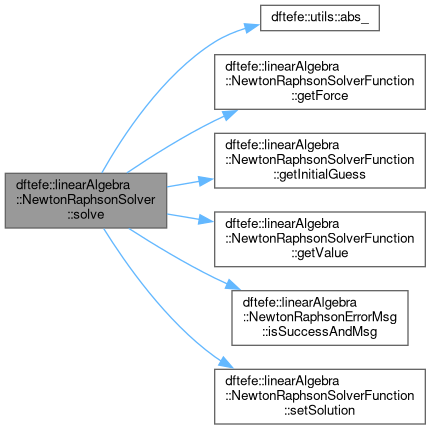 dftefe::utils::abs_
dftefe::linearAlgebra
::NewtonRaphsonSolverFunction
::getForce
dftefe::linearAlgebra
::NewtonRaphsonSolverFunction
::getInitialGuess
dftefe::linearAlgebra
::NewtonRaphsonSolver
::solve
dftefe::linearAlgebra
::NewtonRaphsonSolverFunction
::getValue
dftefe::linearAlgebra
::NewtonRaphsonErrorMsg
::isSuccessAndMsg
dftefe::linearAlgebra
::NewtonRaphsonSolverFunction
::setSolution